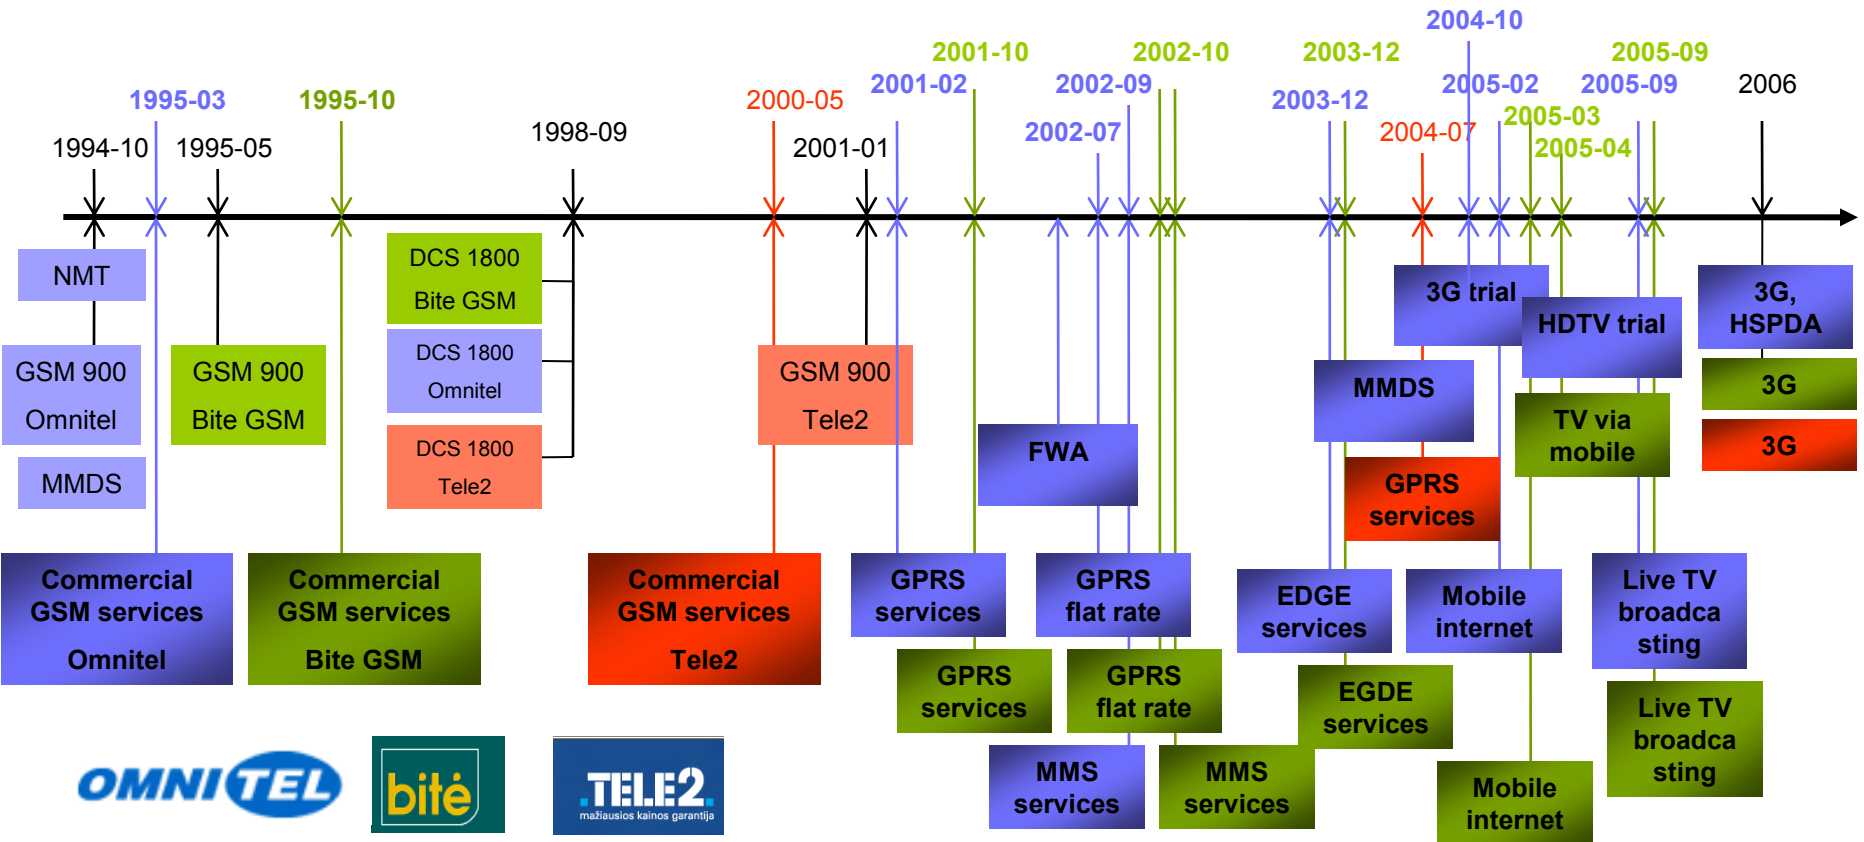 2004-10
2001-10
2002-10
2003-12
2005-09
1995-03
1995-10
2000-05
2001-02
2002-09
2003-12
2005-02
2005-09
2006
1994-10
1995-05
1998-09
2001-01
2002-07
2004-07
2005-03
2005-04
NMT
GSM 900
Omnitel
MMDS
GSM 900
Bite GSM
DCS 1800
Bite GSM
DCS 1800
Omnitel
DCS 1800
Tele2
GSM 900
Tele2
FWA
MMDS
GPRS
services
3G trial
HDTV trial
TV via
mobile
3G,
HSPDA
3G
3G
Commercial
GSM services
Omnitel
Commercial
GSM services
Bite GSM
Commercial
GSM services
Tele2
GPRS
services
GPRS
services
GPRS
flat rate
GPRS
flat rate
MMS
services
MMS
services
EDGE
services
EGDE
services
Mobile
internet
Mobile
internet
Live TV
broadca
sting
Live TV
broadca
sting
OMNITEL
bitė
.TELE2.
mažiausios kainos garantija